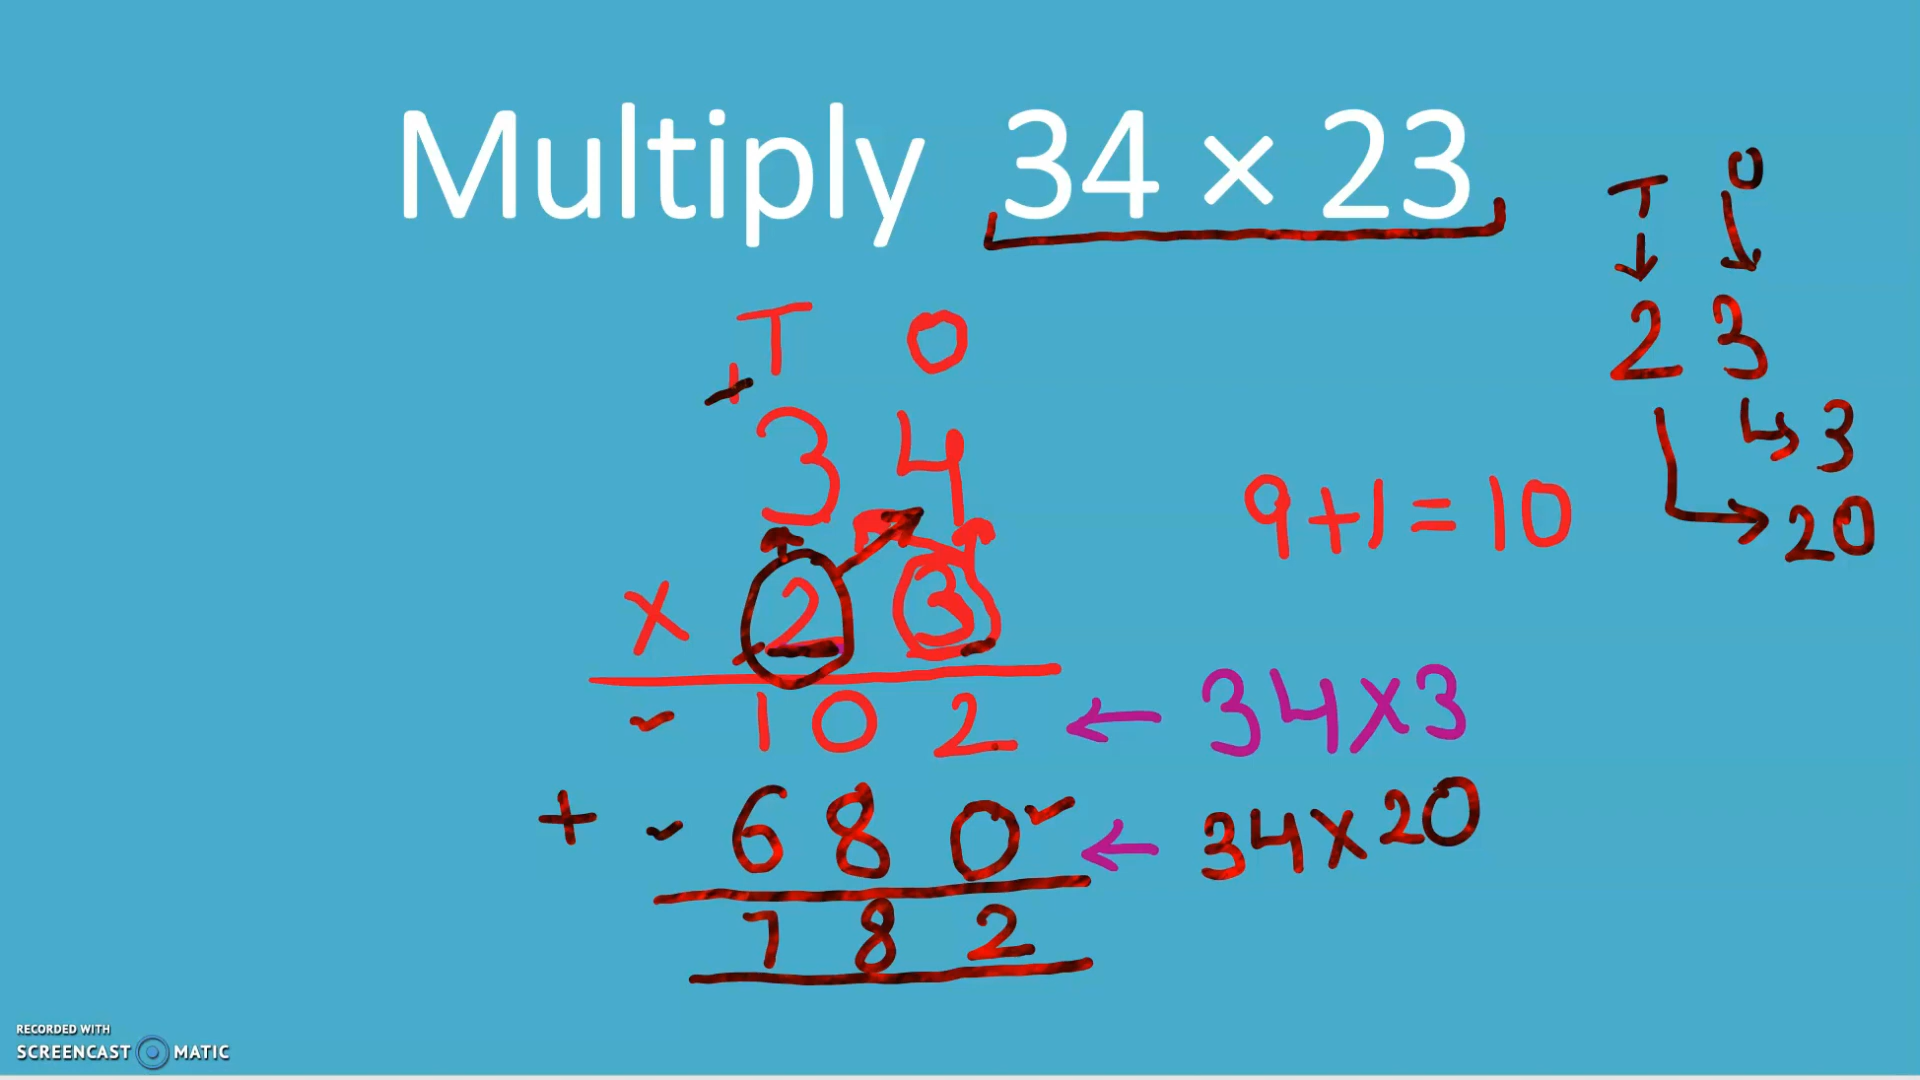 Multiply 34 × 23
T O
2 3
3
20
T O
1
3 4
9+1=10
x 2 3
1 0 2 ← 34x3
+ 6 8 0 ← 34x20
7 8 2
RECORDED WITH
SCREENCAST MATIC